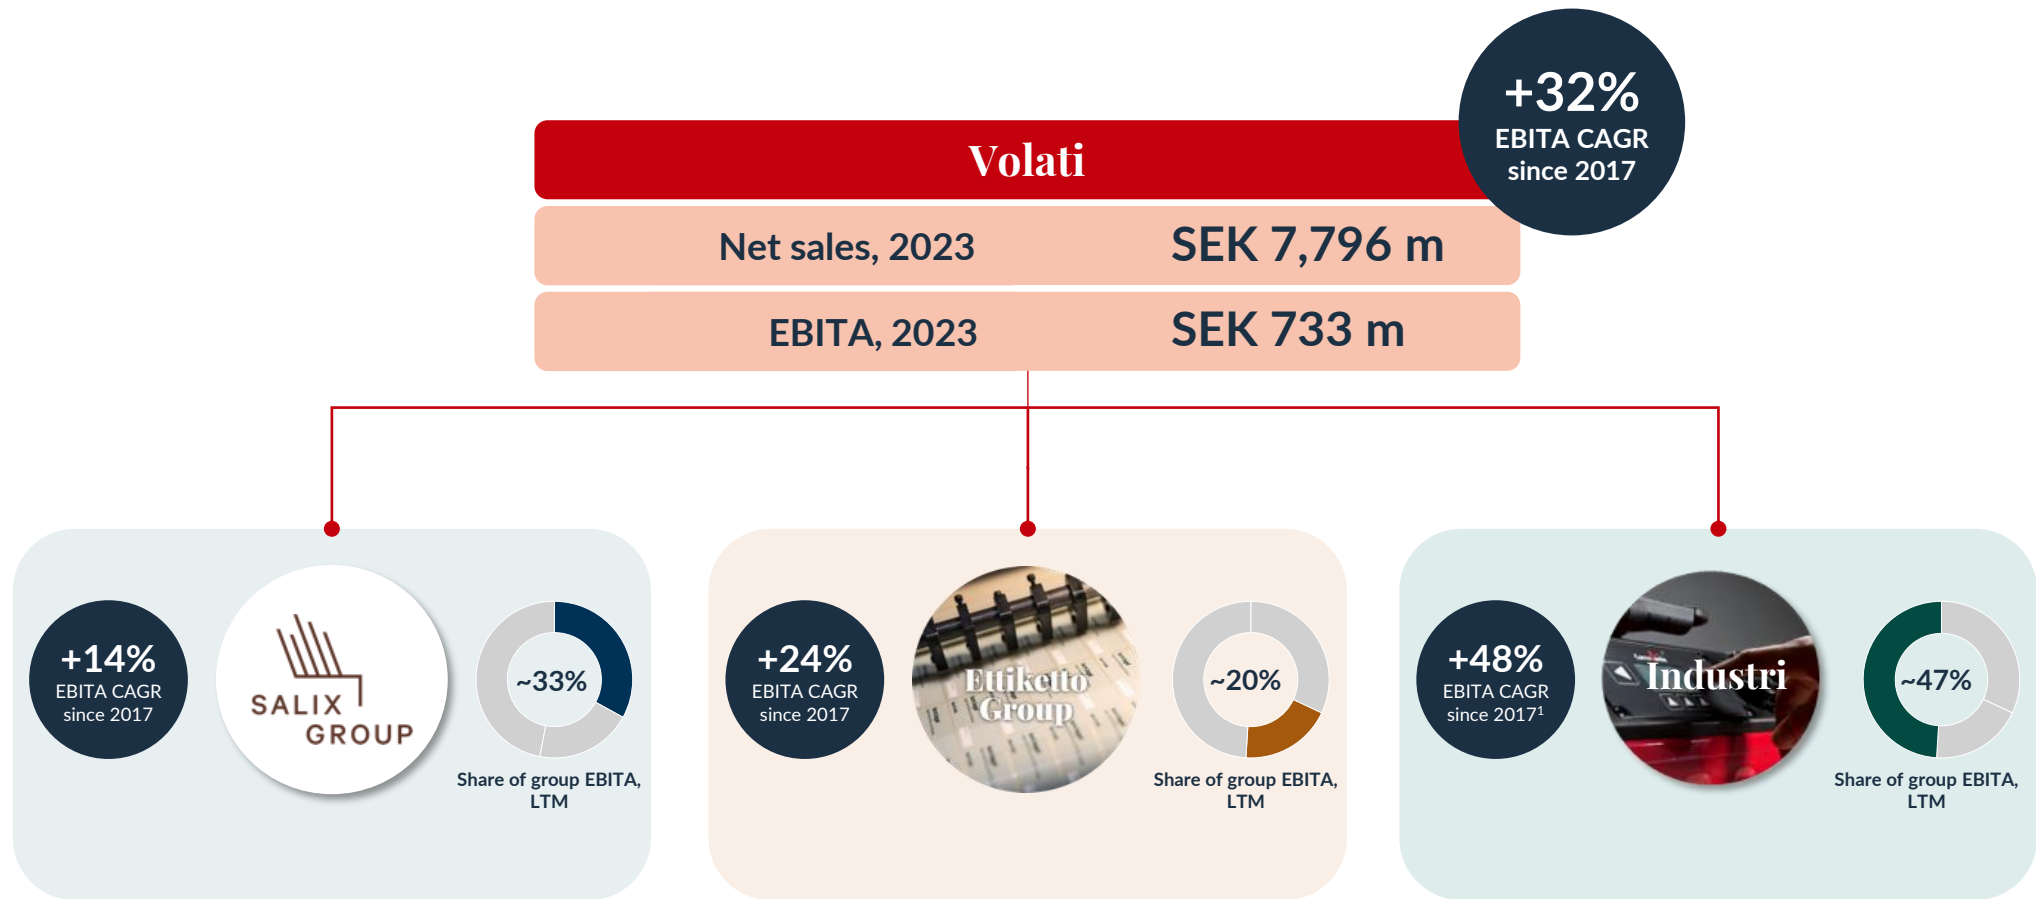 +32%
EBITA CAGR
since 2017
Volati
Net sales, 2023 SEK 7,796 m
EBITA, 2023 SEK 733 m
+14%
EBITA CAGR
since 2017
SALIX
GROUP
~33%
Share of group EBITA,
LTM
+24%
EBITA CAGR
since 2017
Ettiketto
Group
~20%
Share of group EBITA,
LTM
+48%
EBITA CAGR
since 2017¹
Industri
~47%
Share of group EBITA,
LTM